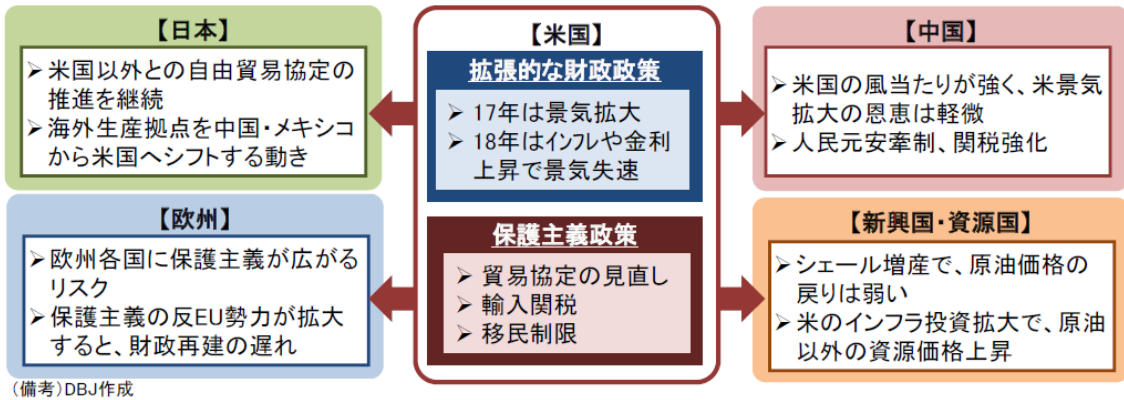 【日本】
➢ 米国以外との自由貿易協定の
推進を継続
➢ 海外生産拠点を中国・メキシコ
から米国へシフトする動き
【米国】
拡張的な財政政策
➢ 17年は景気拡大
➢ 18年はインフレや金利
上昇で景気失速
保護主義政策
➢ 貿易協定の見直し
➢ 輸入関税
➢ 移民制限
【中国】
➢ 米国の風当たりが強く、米景気
拡大の恩恵は軽微
➢ 人民元安牽制、関税強化
【欧州】
➢ 欧州各国に保護主義が広がる
リスク
➢ 保護主義の反EU勢力が拡大
すると、財政再建の遅れ
【新興国・資源国】
➢ シェール増産で、原油価格の
戻りは弱い
➢ 米のインフラ投資拡大で、原油
以外の資源価格上昇
（備考）DBJ作成